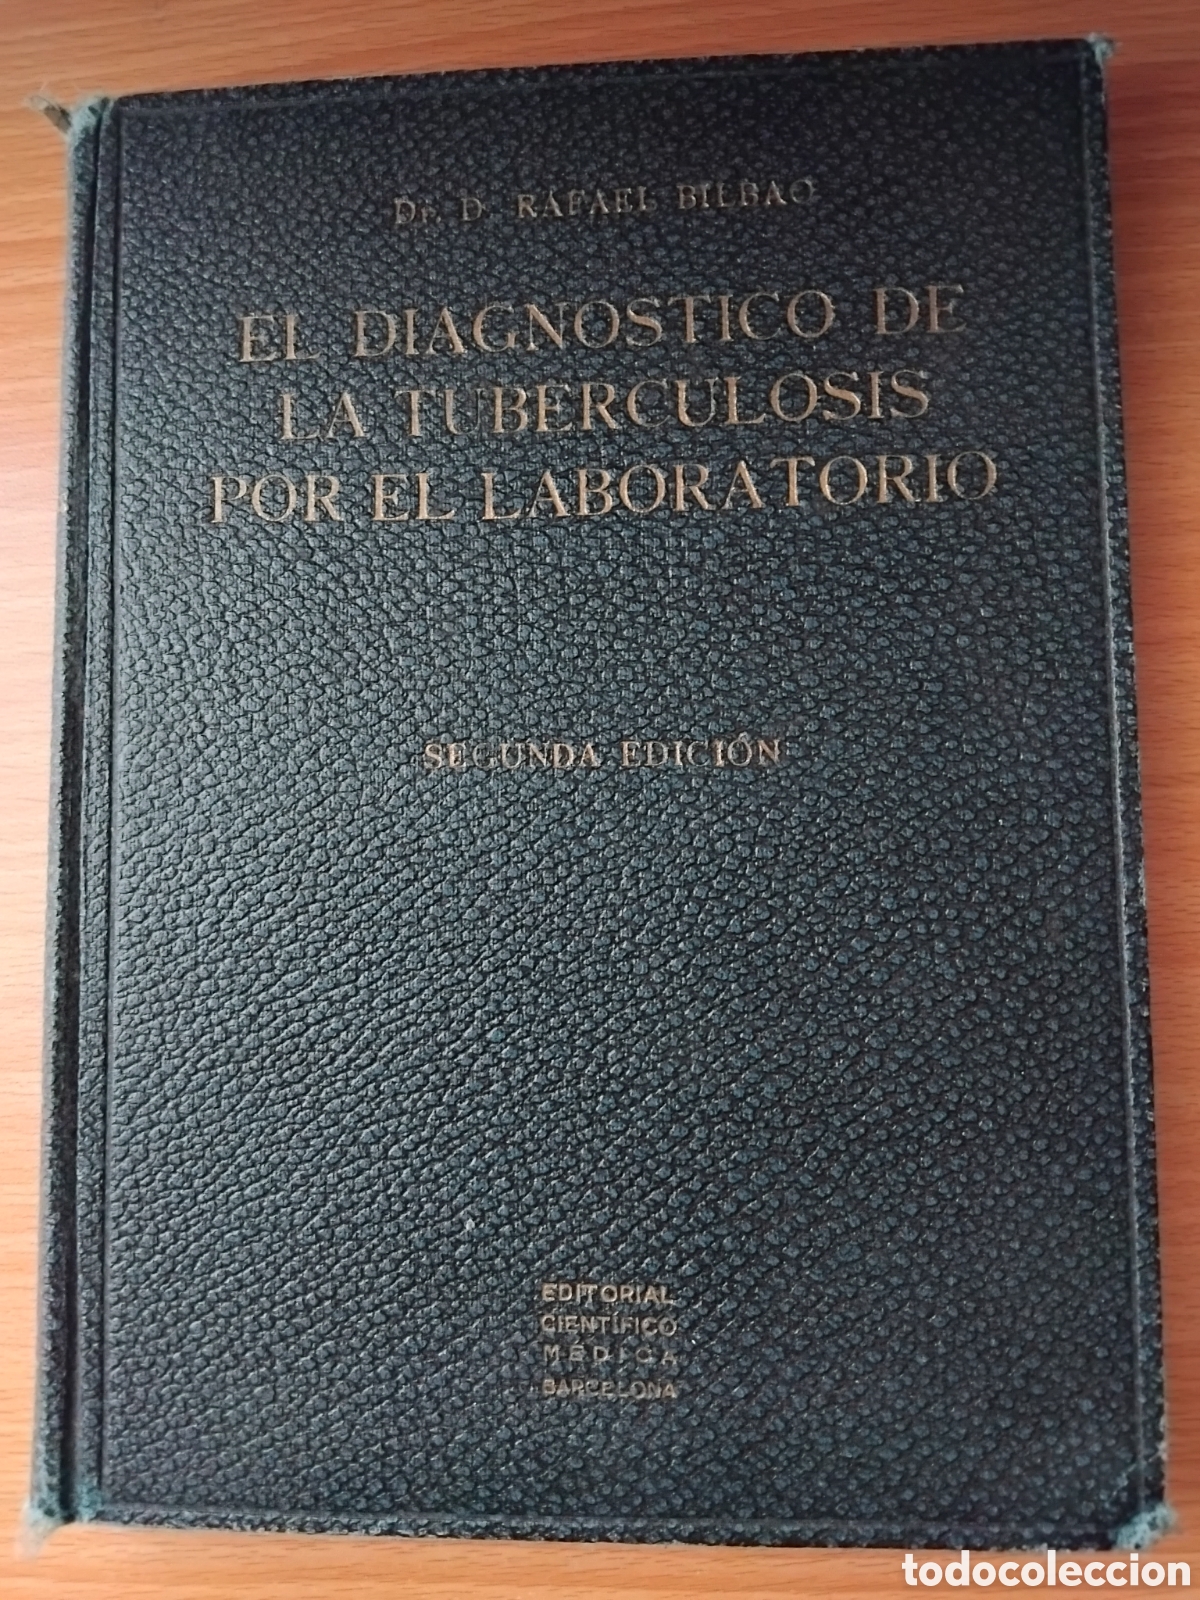 Dr. D. RAFAEL BILBAO
EL DIAGNOSTICO DE
LA TUBERCULOSIS
POR EL LABORATORIO
SEGUNDA EDICIÓN
EDITORIAL
CIENTÍFICO
MÉDICA
BARCELONA
todocoleccion